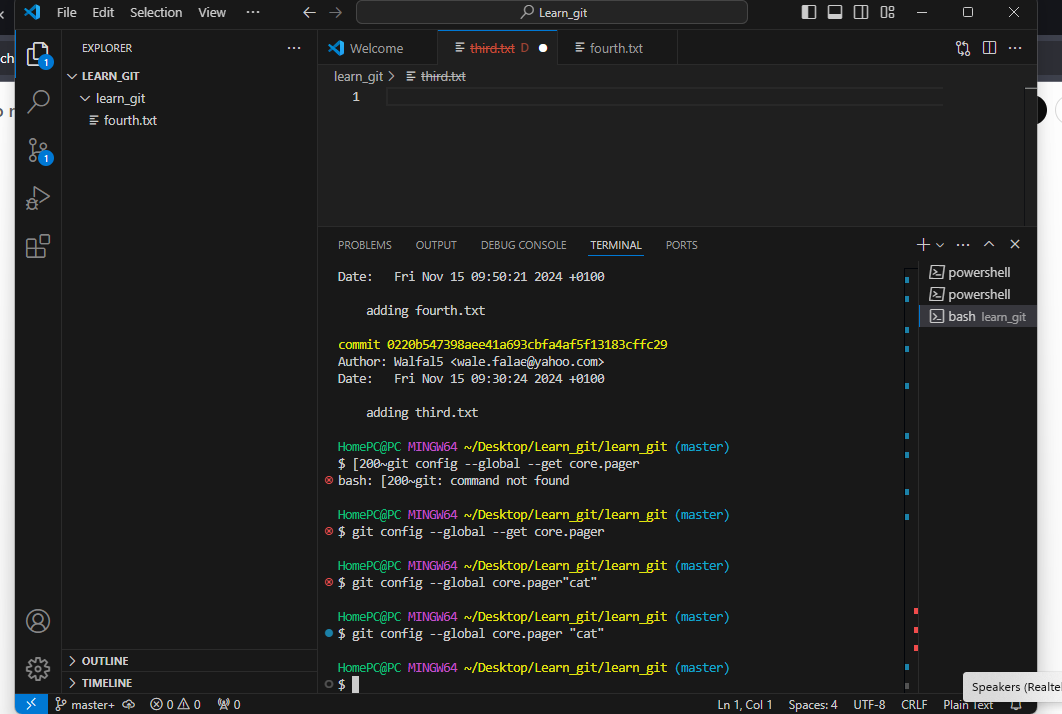 File Edit Selection View ··· Learn_git
EXPLORER ···
LEARN_GIT
learn_git
fourth.txt
Welcome third.txt D fourth.txt ···
learn_git > third.txt
1
PROBLEMS OUTPUT DEBUG CONSOLE TERMINAL PORTS ···
Date:   Fri Nov 15 09:50:21 2024 +0100
adding fourth.txt
commit 0220b547398aee41a693cbfa4af5f13183cffc29
Author: Walfal5 <wale.falae@yahoo.com>
Date:   Fri Nov 15 09:30:24 2024 +0100
adding third.txt
HomePC@PC MINGW64 ~/Desktop/Learn_git/learn_git (master)
$ [200~git config --global --get core.pager
bash: [200~git: command not found
HomePC@PC MINGW64 ~/Desktop/Learn_git/learn_git (master)
$ git config --global --get core.pager
HomePC@PC MINGW64 ~/Desktop/Learn_git/learn_git (master)
$ git config --global core.pager"cat"
HomePC@PC MINGW64 ~/Desktop/Learn_git/learn_git (master)
$ git config --global core.pager "cat"
HomePC@PC MINGW64 ~/Desktop/Learn_git/learn_git (master)
$
powershell
powershell
bash learn_git
1
1
OUTLINE
TIMELINE
master+ 0 0 0 Ln 1, Col 1 Spaces: 4 UTF-8 CRLF Plain Text
Speakers (Realte
ch